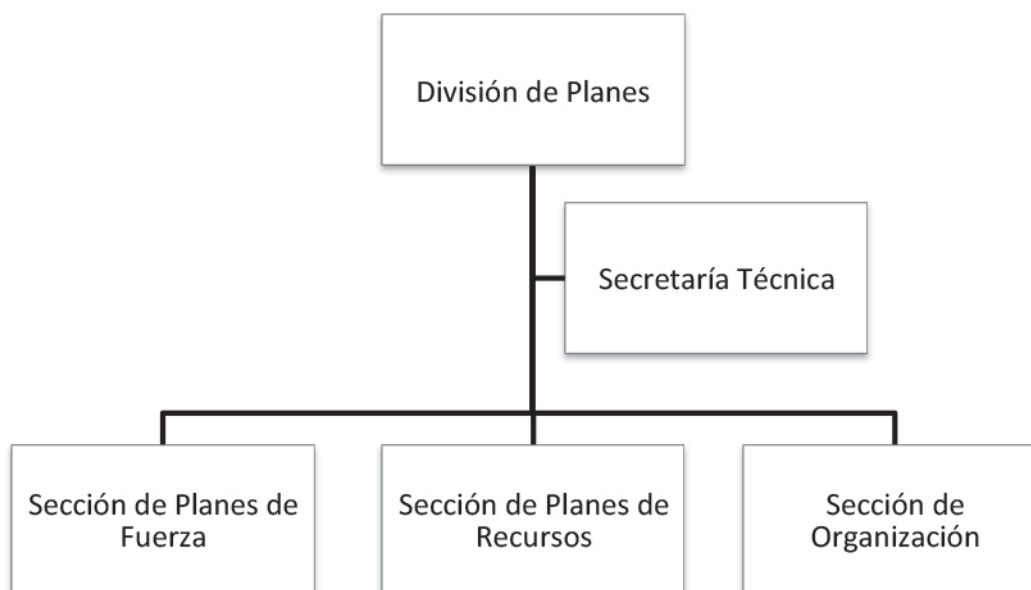 División de Planes
Secretaría Técnica
Sección de Planes de
Fuerza
Sección de Planes de
Recursos
Sección de
Organización